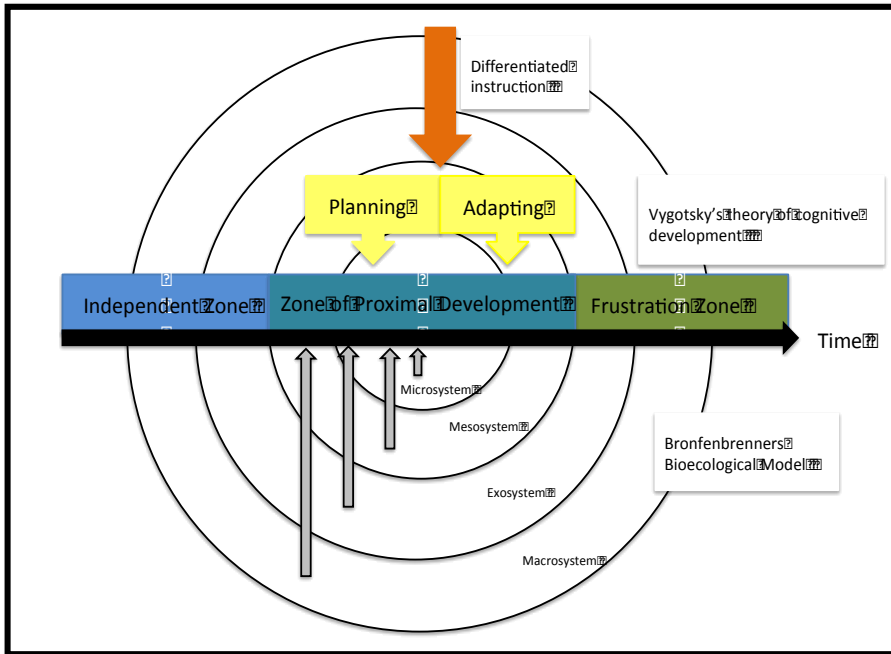 Differentiated
instruction
Planning
Adapting
Vygotsky's theory of cognitive
development
Independent Zone
Zone of Proximal Development
Frustration Zone
Time
Microsystem
Mesosystem
Bronfenbrenners
Bioecological Model
Exosystem
Macrosystem